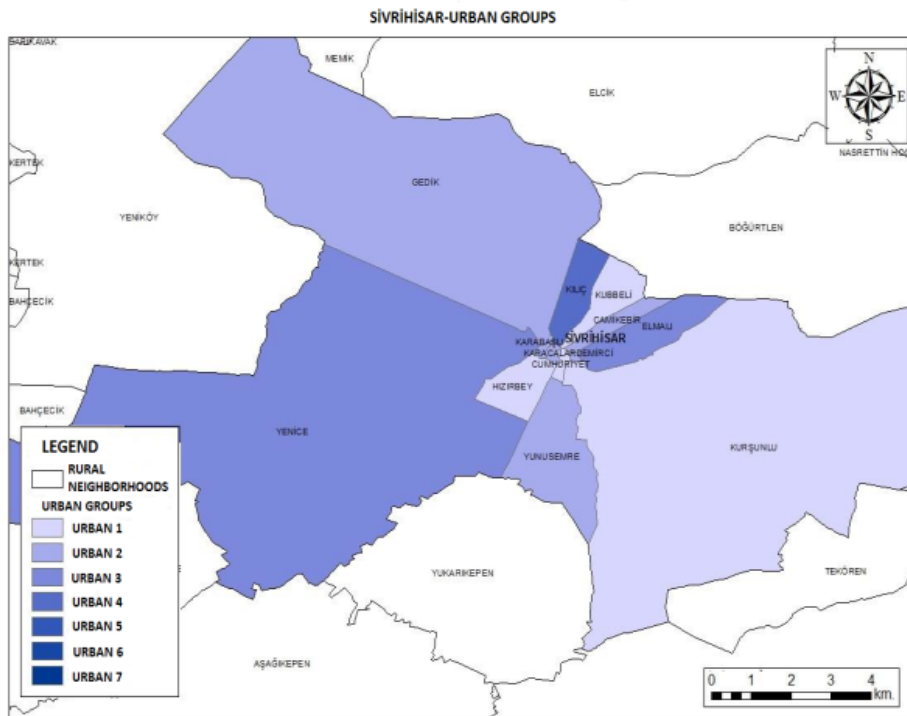 SİVRİHİSAR-URBAN GROUPS
MEMİK
ELCİK
N
W E
S
KERTEK
NASRETTİN HOC
GEDİK
YENİKÖY
BÖĞÜRTLEN
KERTEK
KILIÇ
KUBBELİ
BAHÇECİK
CAMİKEBİR
ELMALI
KARABAŞLI
SİVRİHİSAR
KARACALAR
DEMİRCİ
CUMHURİYET
HIZIRBEY
BAHÇECİK
YENİCE
KURŞUNLU
YUNUSEMRE
LEGEND
RURAL
NEIGHBORHOODS
URBAN GROUPS
URBAN 1
URBAN 2
URBAN 3
URBAN 4
URBAN 5
URBAN 6
URBAN 7
YUKARIKEPEN
TEKÖREN
AŞAĞIKEPEN
0 1 2 3 4
km.